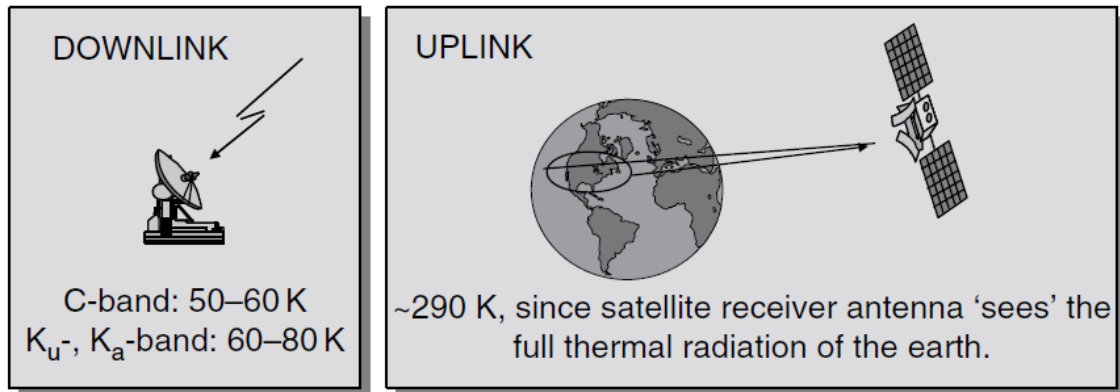 DOWNLINK
C-band: 50–60 K
Ku-, Ka-band: 60–80 K
UPLINK
~290 K, since satellite receiver antenna ‘sees’ the
full thermal radiation of the earth.